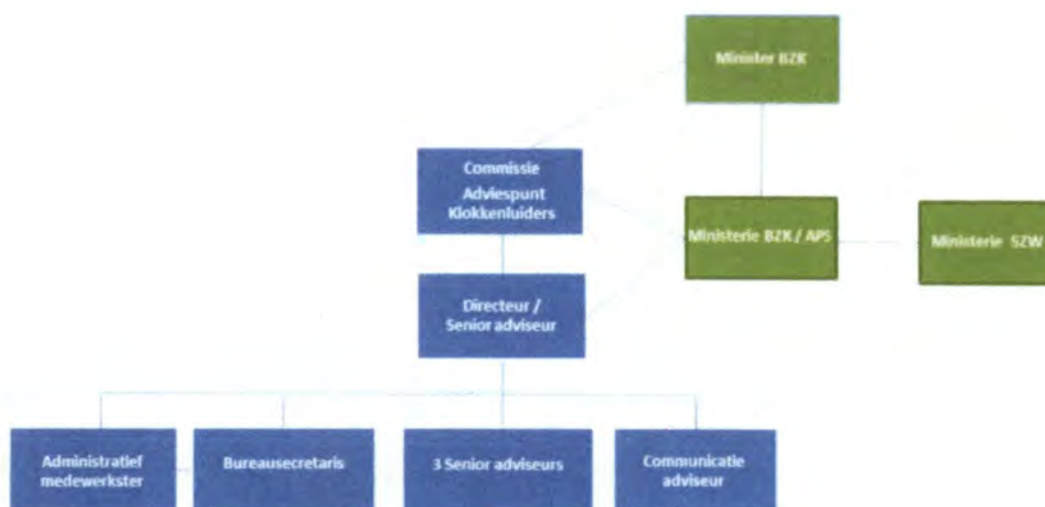 Minister BZK
Commissie
Adviespunt
Klokkenluiders
Ministerie BZK / APS
Ministerie SZW
Directeur /
Senior adviseur
Administratief
medewerkster
Bureausecretaris
3 Senior adviseurs
Communicatie
adviseur